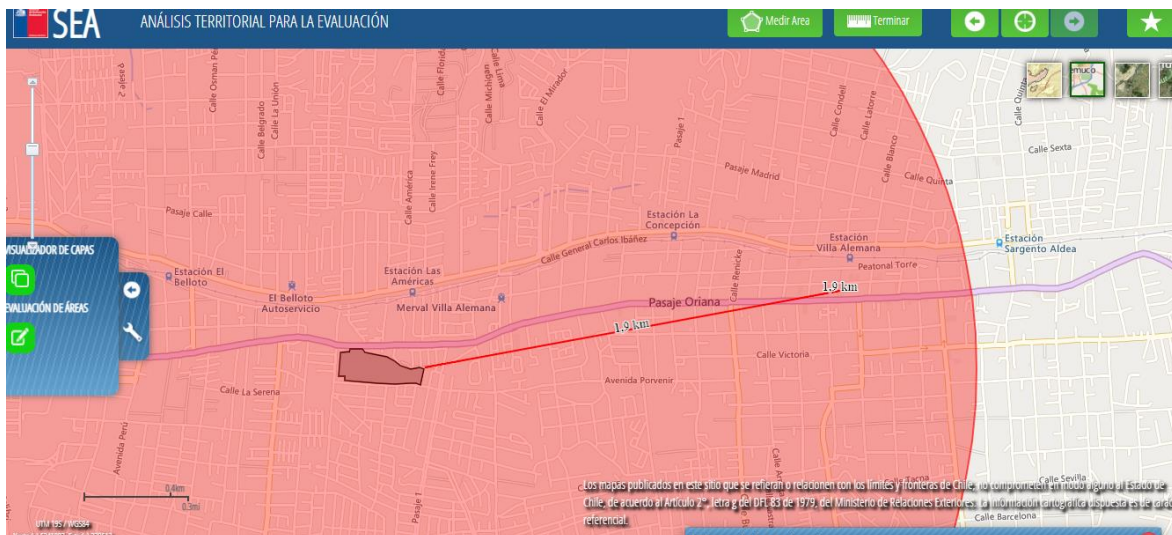 SEA
ANÁLISIS TERRITORIAL PARA LA EVALUACIÓN
Medir Area
Terminar
emuco
Calle Florida
Calle Lima
Calle Michigan
Calle El Mirador
Calle La Unión
Calle Belgrado
Calle Condell
Calle Latorre
Calle Blanco
Calle Quinta
Calle Sexta
Pasaje 1
Pasaje Madrid
Calle Quinta
Calle América
Calle Irene Frey
Pasaje Calle
Estación La
Concepción
Calle General Carlos Ibáñez
Estación
Villa Alemana
Estación
Sargento Aldea
Peatonal Torre
VISUALIZADOR DE CAPAS
EVALUACIÓN DE ÁREAS
Estación El
Belloto
El Belloto
Autoservicio
Estación Las
Américas
Merval Villa Alemana
Calle Renicke
Pasaje Oriana
1,9 km
1,9 km
Calle Victoria
Avenida Porvenir
Calle La Serena
Avenida Perú
Pasaje 1
0.4km
0.3mi
UTM 19S / WGS84
Calle Sevilla
Calle Barcelona
Los mapas publicados en este sitio que se refieran o relacionen con los límites y fronteras de Chile, no comprometen en modo alguno al Estado de
Chile, de acuerdo al Artículo 2°, letra g del DFL 83 de 1979, del Ministerio de Relaciones Exteriores. La información cartográfica dispuesta es de
referencial.